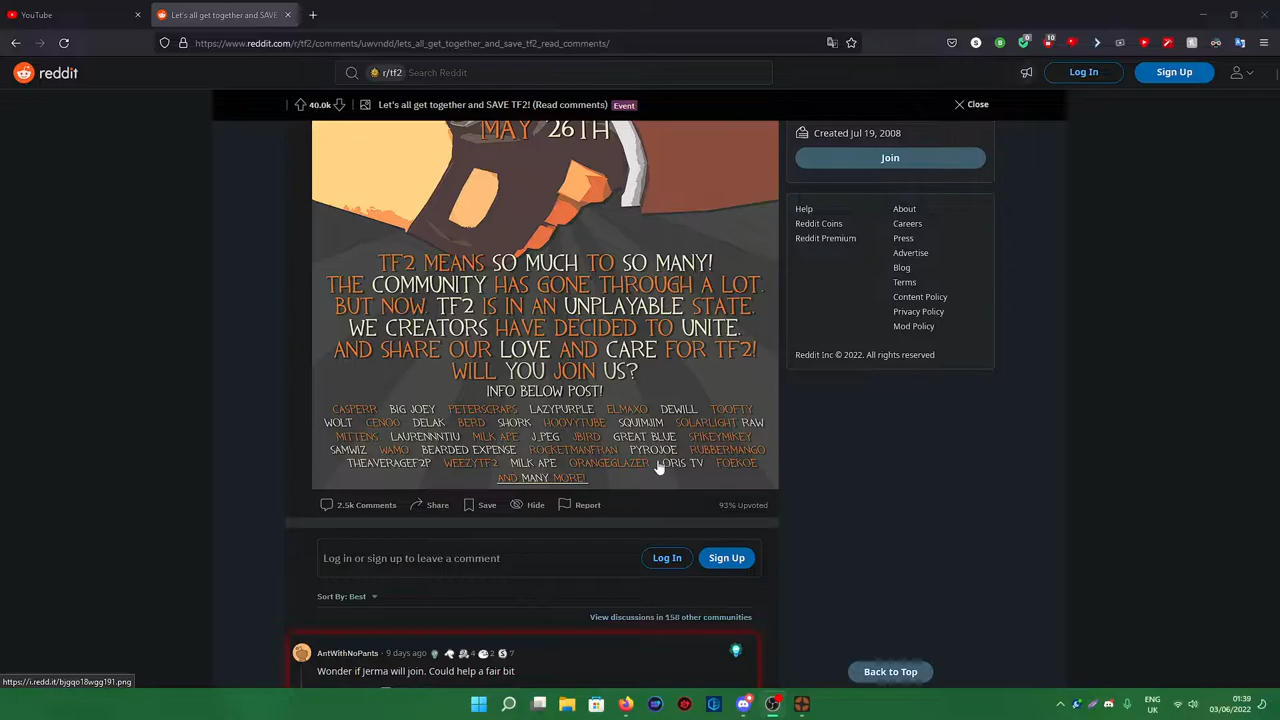 YouTube
Let's all get together and SAVE
https://www.reddit.com/r/tf2/comments/uwvndd/lets_all_get_together_and_save_tf2_read_comments/
0
10
reddit
r/tf2 Search Reddit
Log In
Sign Up
40.0k
Let's all get together and SAVE TF2! (Read comments) Event
Close
MAY 26TH
TF2 MEANS SO MUCH TO SO MANY!
THE COMMUNITY HAS GONE THROUGH A LOT.
BUT NOW. TF2 IS IN AN UNPLAYABLE STATE.
WE CREATORS HAVE DECIDED TO UNITE.
AND SHARE OUR LOVE AND CARE FOR TF2!
WILL YOU JOIN US?
INFO BELOW POST!
CASPERR BIG JOEY PETERSCRAPS LAZYPURPLE ELMAXO DEWILL TOOFTY
WOLT CENOO DELAK BERD SHORK HOOVYTUBE SQUIMJIM SOLARLIGHT RAW
MITTENS LAURENNNTIU MILK APE J_PEG JBIRD GREAT BLUE SPIKEYMIKEY
SAMWIZ WAMO BEARDED EXPENSE ROCKETMANFRAN PYROJOE RUBBERMANGO
THEAVERAGEF2P WEEZYTF2 MILK APE ORANGEGLAZER LORIS TV FOEKOE
AND MANY MORE!
2.5k Comments Share Save Hide Report 93% Upvoted
Log in or sign up to leave a comment
Log In
Sign Up
Sort By: Best
View discussions in 158 other communities
AntWithNoPants · 9 days ago 4 2 7
Wonder if Jerma will join. Could help a fair bit
Created Jul 19, 2008
Join
Help About
Reddit Coins Careers
Reddit Premium Press
Advertise
Blog
Terms
Content Policy
Privacy Policy
Mod Policy
Reddit Inc © 2022. All rights reserved
Back to Top
https://i.redd.it/bjgqo18wgg191.png
ENG
UK
01:39
03/06/2022